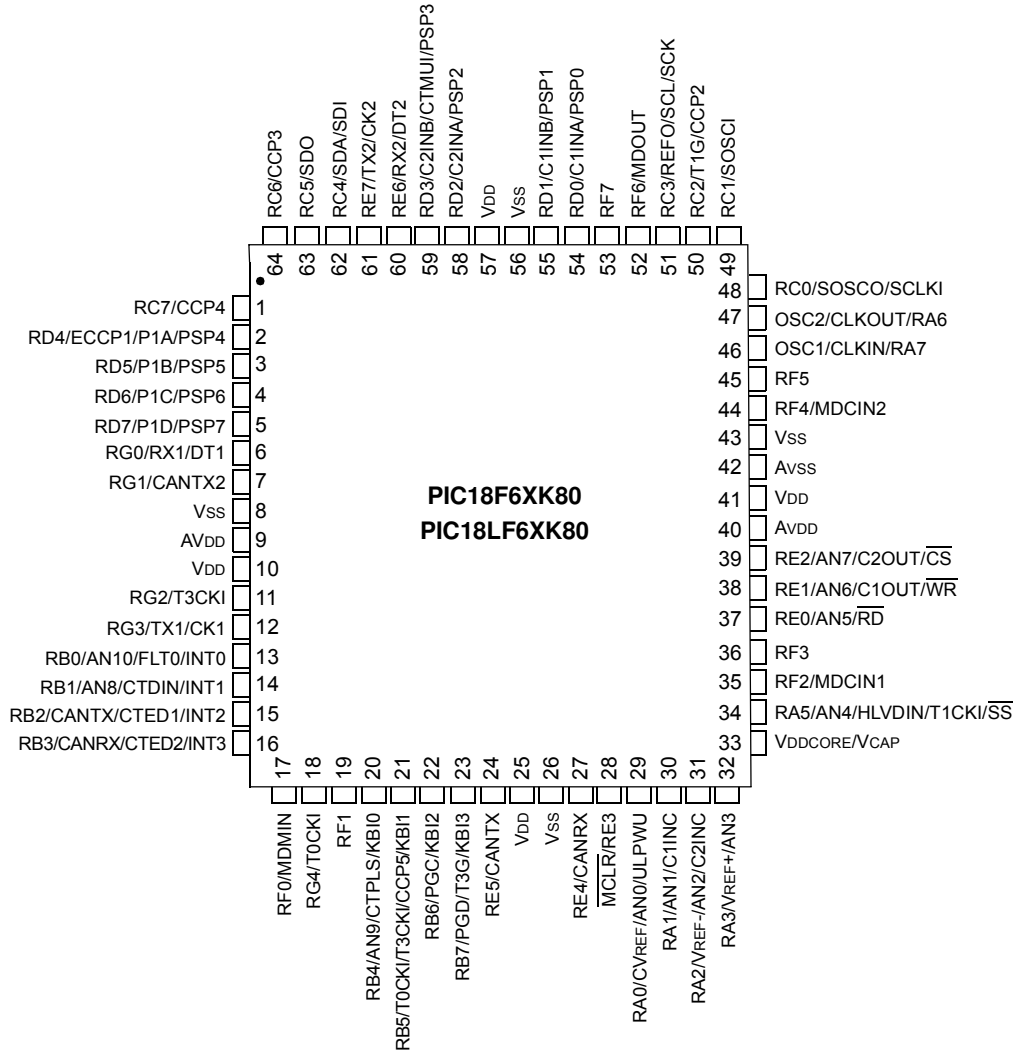 RC6/CCP3
RC5/SDO
RC4/SDA/SDI
RE7/TX2/CK2
RE6/RX2/DT2
RD3/C2INB/CTMUI/PSP3
RD2/C2INA/PSP2
VDD
VSS
RD1/C1INB/PSP1
RD0/C1INA/PSP0
RF7
RF6/MDOUT
RC3/REFO/SCL/SCK
RC2/T1G/CCP2
RC1/SOSCI
64
63
62
61
60
59
58
57
56
55
54
53
52
51
50
49
RC7/CCP4 1
RD4/ECCP1/P1A/PSP4 2
RD5/P1B/PSP5 3
RD6/P1C/PSP6 4
RD7/P1D/PSP7 5
RG0/RX1/DT1 6
RG1/CANTX2 7
VSS 8
AVDD 9
VDD 10
RG2/T3CKI 11
RG3/TX1/CK1 12
RB0/AN10/FLT0/INT0 13
RB1/AN8/CTDIN/INT1 14
RB2/CANTX/CTED1/INT2 15
RB3/CANRX/CTED2/INT3 16
PIC18F6XK80
PIC18LF6XK80
48 RC0/SOSCO/SCLKI
47 OSC2/CLKOUT/RA6
46 OSC1/CLKIN/RA7
45 RF5
44 RF4/MDCIN2
43 VSS
42 AVSS
41 VDD
40 AVDD
39 RE2/AN7/C2OUT/CS
38 RE1/AN6/C1OUT/WR
37 RE0/AN5/RD
36 RF3
35 RF2/MDCIN1
34 RA5/AN4/HLVDIN/T1CKI/SS
33 VDDCORE/VCAP
17
18
19
20
21
22
23
24
25
26
27
28
29
30
31
32
RF0/MDMIN
RG4/T0CKI
RF1
RB4/AN9/CTPLS/KBI0
RB5/T0CKI/T3CKI/CCP5/KBI1
RB6/PGC/KBI2
RB7/PGD/T3G/KBI3
RE5/CANTX
VDD
VSS
RE4/CANRX
MCLR/RE3
RA0/CVREF/AN0/ULPWU
RA1/AN1/C1INC
RA2/VREF-/AN2/C2INC
RA3/VREF+/AN3